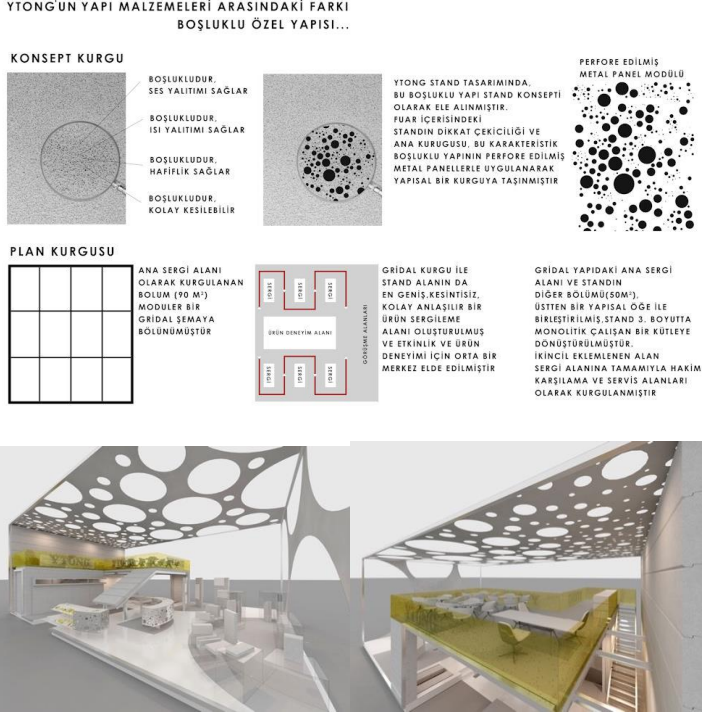 YTONG'UN YAPI MALZEMELERİ ARASINDAKİ FARKI
BOŞLUKLU ÖZEL YAPISI...
KONSEPT KURGU
BOŞLUKLUDUR,
SES YALITIMI SAĞLAR
BOŞLUKLUDUR,
ISI YALITIMI SAĞLAR
BOŞLUKLUDUR,
HAFİFLİK SAĞLAR
BOŞLUKLUDUR,
KOLAY KESİLEBİLİR
YTONG STAND TASARIMINDA,
BU BOŞLUKLU YAPI STAND KONSEPTİ
OLARAK ELE ALINMIŞTIR.
FUAR İÇERİSİNDEKİ
STANDIN DİKKAT ÇEKİCİLİĞİ VE
ANA KURUGUSU, BU KARAKTERİSTİK
BOŞLUKLU YAPININ PERFORE EDİLMİŞ
METAL PANELLERLE UYGULANARAK
YAPISAL BİR KURGUYA TAŞINMIŞTIR
PERFORE EDİLMİŞ
METAL PANEL MODÜLÜ
PLAN KURGUSU
ANA SERGİ ALANI
OLARAK KURGULANAN
BOLUM (90 M²)
MODULER BİR
GRİDAL ŞEMAYA
BÖLÜNÜMÜŞTÜR
SERGİ
SERGİ
SERGİ
ÜRÜN DENEYİM ALANI
SERGİ
SERGİ
SERGİ
GÖRÜŞME ALANLARI
GRİDAL KURGU İLE
STAND ALANIN DA
EN GENİŞ,KESİNTİSİZ,
KOLAY ANLAŞILIR BİR
ÜRÜN SERGİLEME
ALANI OLUŞTURULMUŞ
VE ETKİNLİK VE ÜRÜN
DENEYİMİ İÇİN ORTA BİR
MERKEZ ELDE EDİLMİŞTİR
GRİDAL YAPIDAKİ ANA SERGİ
ALANI VE STANDIN
DİĞER BÖLÜMÜ(50M²),
ÜSTTEN BİR YAPISAL ÖĞE İLE
BİRLEŞTİRİLMİŞ,STAND 3. BOYUTTA
MONOLİTİK ÇALIŞAN BİR KÜTLEYE
DÖNÜŞTÜRÜLMÜŞTÜR.
İKİNCİL EKLEMLENEN ALAN
SERGİ ALANINA TAMAMIYLA HAKİM
KARŞILAMA VE SERVİS ALANLARI
OLARAK KURGULANMIŞTIR
YTONG